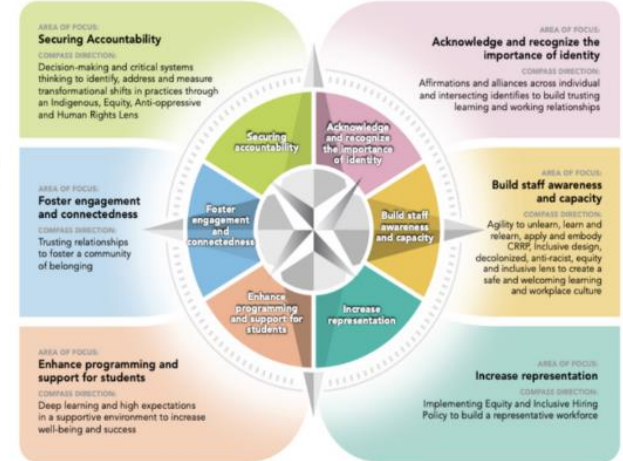 AREA OF FOCUS:
Securing Accountability
COMPASS DIRECTION:
Decision-making and critical systems
thinking to identify, address and measure
transformational shifts in practices through
an Indigenous, Equity, Anti-oppressive
and Human Rights Lens
AREA OF FOCUS:
Acknowledge and recognize the
importance of identity
COMPASS DIRECTION:
Affirmations and alliances across individual
and intersecting identifies to build trusting
learning and working relationships
Securing
accountability
Acknowledge
and recognize
the importance
of identity
AREA OF FOCUS:
Foster engagement
and connectedness
COMPASS DIRECTION:
Trusting relationships
to foster a community
of belonging
Foster
engagement
and
connectedness
Build staff
awareness
and capacity
AREA OF FOCUS:
Build staff awareness
and capacity
COMPASS DIRECTION:
Agility to unlearn, learn and
relearn, apply and embody
CRRP, Inclusive design,
decolonized, anti-racist, equity
and inclusive lens to create a
safe and welcoming learning
and workplace culture
Enhance
programming
and support for
students
Increase
representation
AREA OF FOCUS:
Enhance programming and
support for students
COMPASS DIRECTION:
Deep learning and high expectations
in a supportive environment to increase
well-being and success
AREA OF FOCUS:
Increase representation
COMPASS DIRECTION:
Implementing Equity and Inclusive Hiring
Policy to build a representative workforce